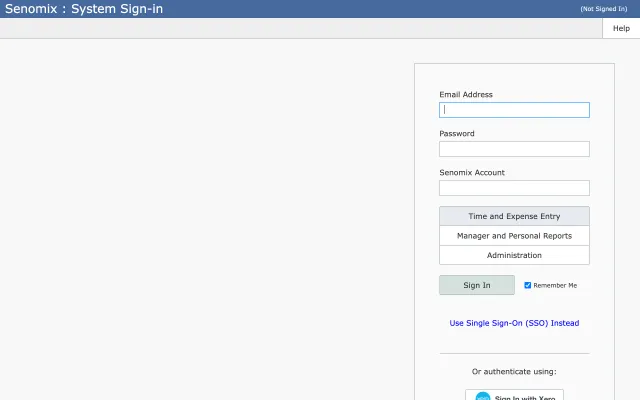 Senomix : System Sign-in
(Not Signed In)
Help
Email Address
Password
Senomix Account
Time and Expense Entry
Manager and Personal Reports
Administration
Sign In
Remember Me
Use Single Sign-On (SSO) Instead
Or authenticate using:
Sign In with Xero